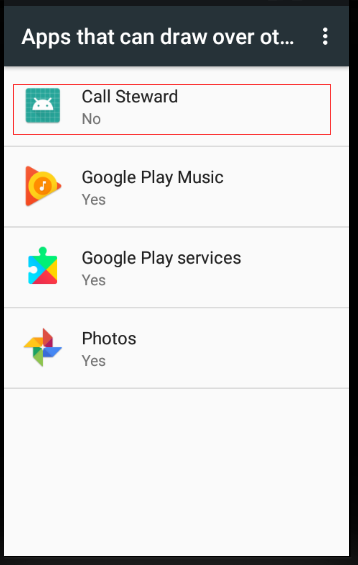 Apps that can draw over ot...
Call Steward
No
Google Play Music
Yes
Google Play services
Yes
Photos
Yes